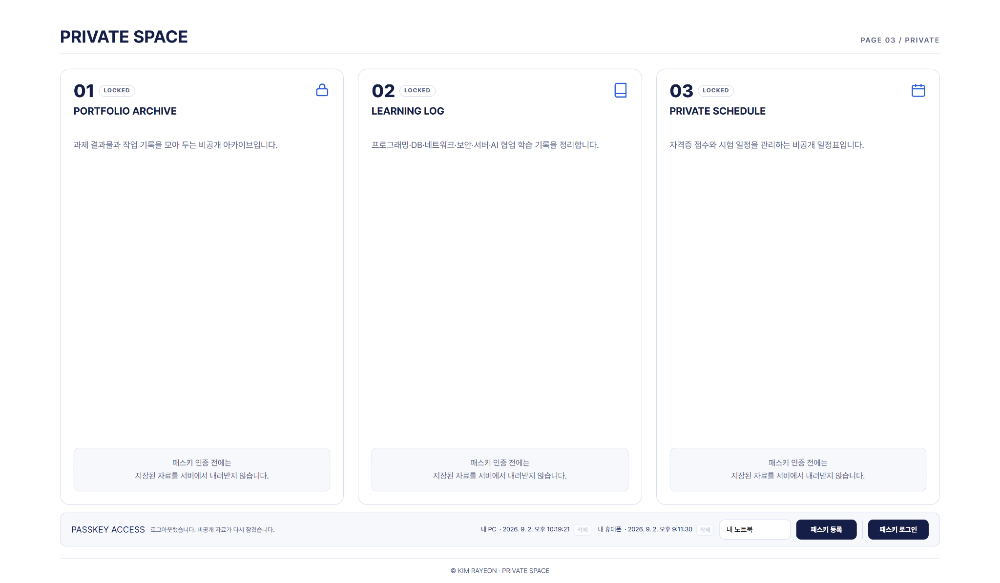 PRIVATE SPACE
PAGE 03 / PRIVATE
01 LOCKED
PORTFOLIO ARCHIVE
과제 결과물과 작업 기록을 모아 두는 비공개 아카이브입니다.
패스키 인증 전에는
저장된 자료를 서버에서 내려받지 않습니다.
02 LOCKED
LEARNING LOG
프로그래밍·DB·네트워크·보안·서버·AI 협업 학습 기록을 정리합니다.
패스키 인증 전에는
저장된 자료를 서버에서 내려받지 않습니다.
03 LOCKED
PRIVATE SCHEDULE
자격증 접수와 시험 일정을 관리하는 비공개 일정표입니다.
패스키 인증 전에는
저장된 자료를 서버에서 내려받지 않습니다.
PASSKEY ACCESS 로그아웃했습니다. 비공개 자료가 다시 잠겼습니다. 내 PC · 2026. 9. 2. 오후 10:19:21 삭제 내 휴대폰 · 2026. 9. 2. 오후 9:11:30 삭제 내 노트북 패스키 등록 패스키 로그인
© KIM RAYEON · PRIVATE SPACE